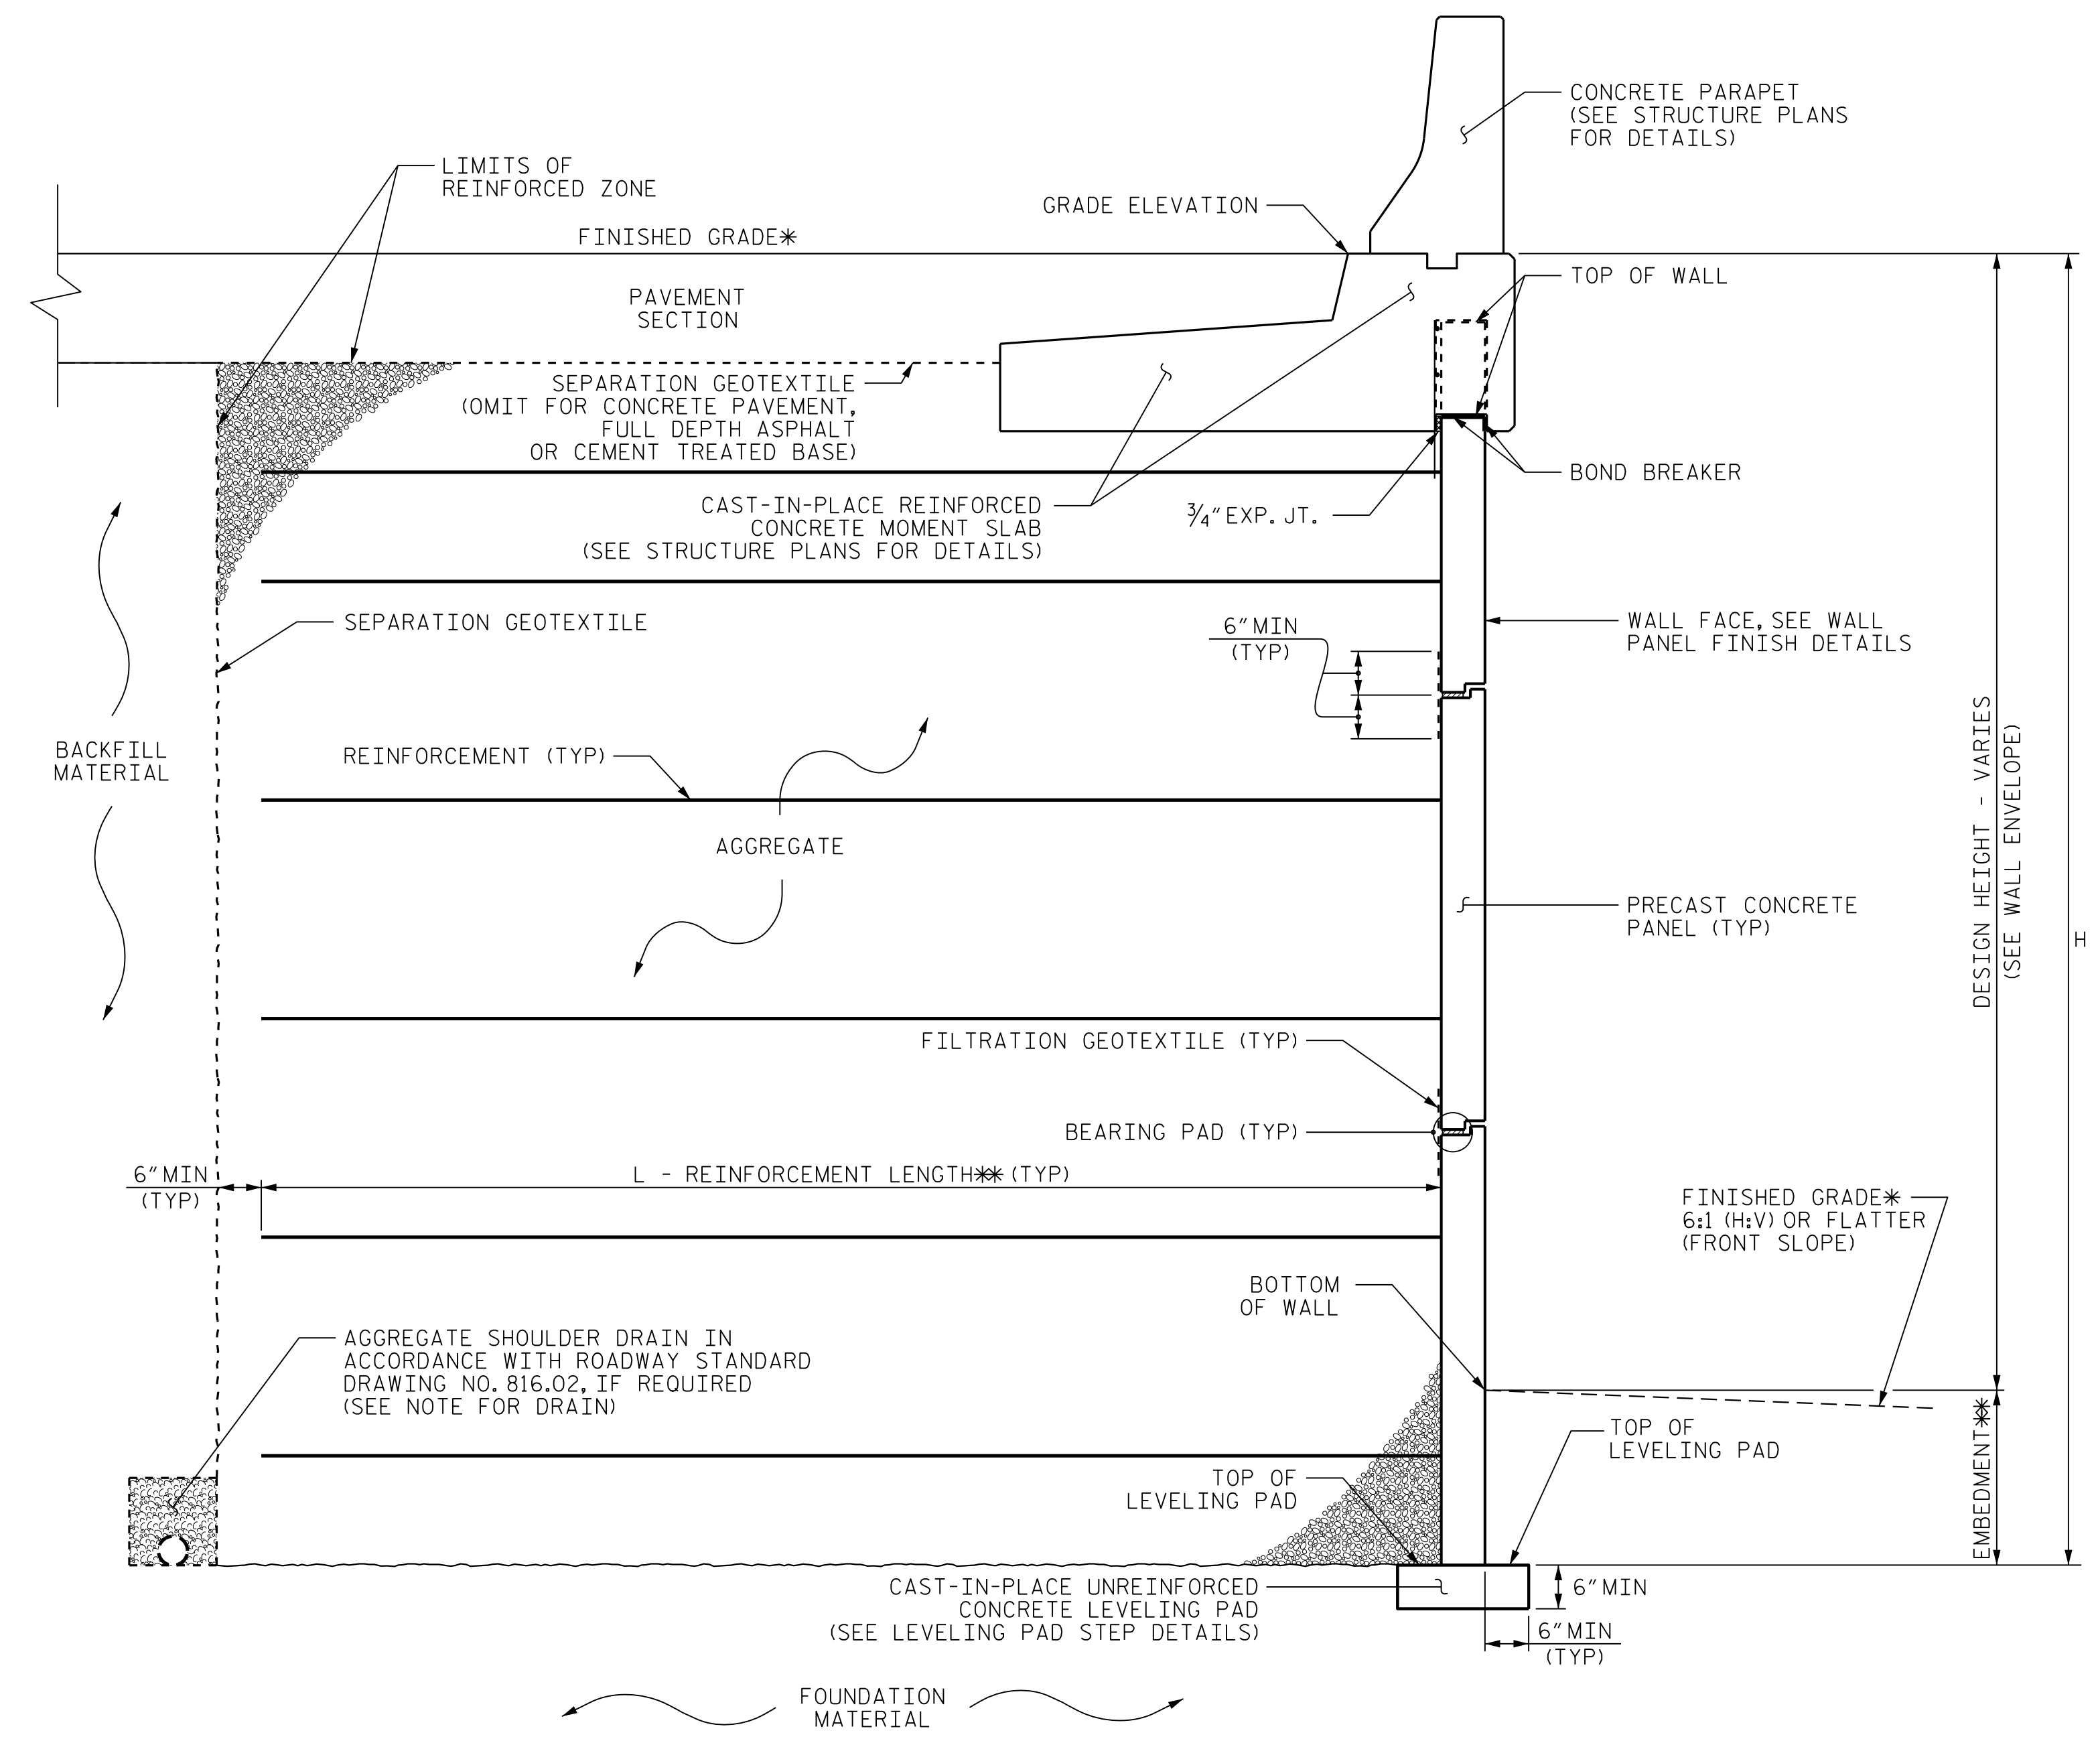 CONCRETE PARAPET
(SEE STRUCTURE PLANS
FOR DETAILS)
LIMITS OF
REINFORCED ZONE
GRADE ELEVATION
FINISHED GRADE*
TOP OF WALL
PAVEMENT
SECTION
SEPARATION GEOTEXTILE
(OMIT FOR CONCRETE PAVEMENT,
FULL DEPTH ASPHALT
OR CEMENT TREATED BASE)
BOND BREAKER
CAST-IN-PLACE REINFORCED
CONCRETE MOMENT SLAB
(SEE STRUCTURE PLANS FOR DETAILS)
¾" EXP. JT.
SEPARATION GEOTEXTILE
6" MIN
(TYP)
WALL FACE, SEE WALL
PANEL FINISH DETAILS
BACKFILL
MATERIAL
REINFORCEMENT (TYP)
AGGREGATE
PRECAST CONCRETE
PANEL (TYP)
DESIGN HEIGHT - VARIES
(SEE WALL ENVELOPE)
H
FILTRATION GEOTEXTILE (TYP)
BEARING PAD (TYP)
6" MIN
(TYP)
L - REINFORCEMENT LENGTH** (TYP)
FINISHED GRADE*
6:1 (H:V) OR FLATTER
(FRONT SLOPE)
BOTTOM
OF WALL
AGGREGATE SHOULDER DRAIN IN
ACCORDANCE WITH ROADWAY STANDARD
DRAWING NO. 816.02, IF REQUIRED
(SEE NOTE FOR DRAIN)
TOP OF
LEVELING PAD
TOP OF
LEVELING PAD
EMBEDMENT**
CAST-IN-PLACE UNREINFORCED
CONCRETE LEVELING PAD
(SEE LEVELING PAD STEP DETAILS)
6" MIN
6" MIN
(TYP)
FOUNDATION
MATERIAL